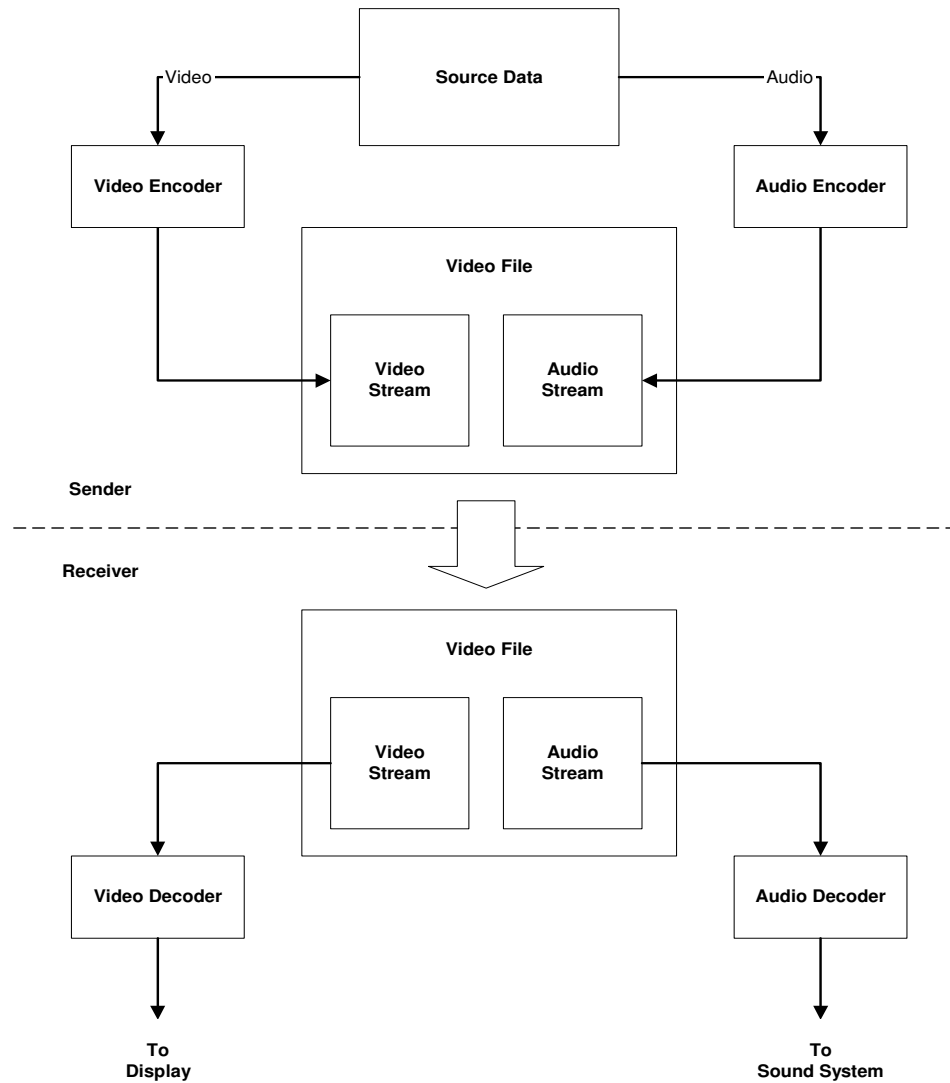 Source Data
Video
Audio
Video Encoder
Audio Encoder
Video File
Video
Stream
Audio
Stream
Sender
Receiver
Video File
Video
Stream
Audio
Stream
Video Decoder
Audio Decoder
To
Display
To
Sound System